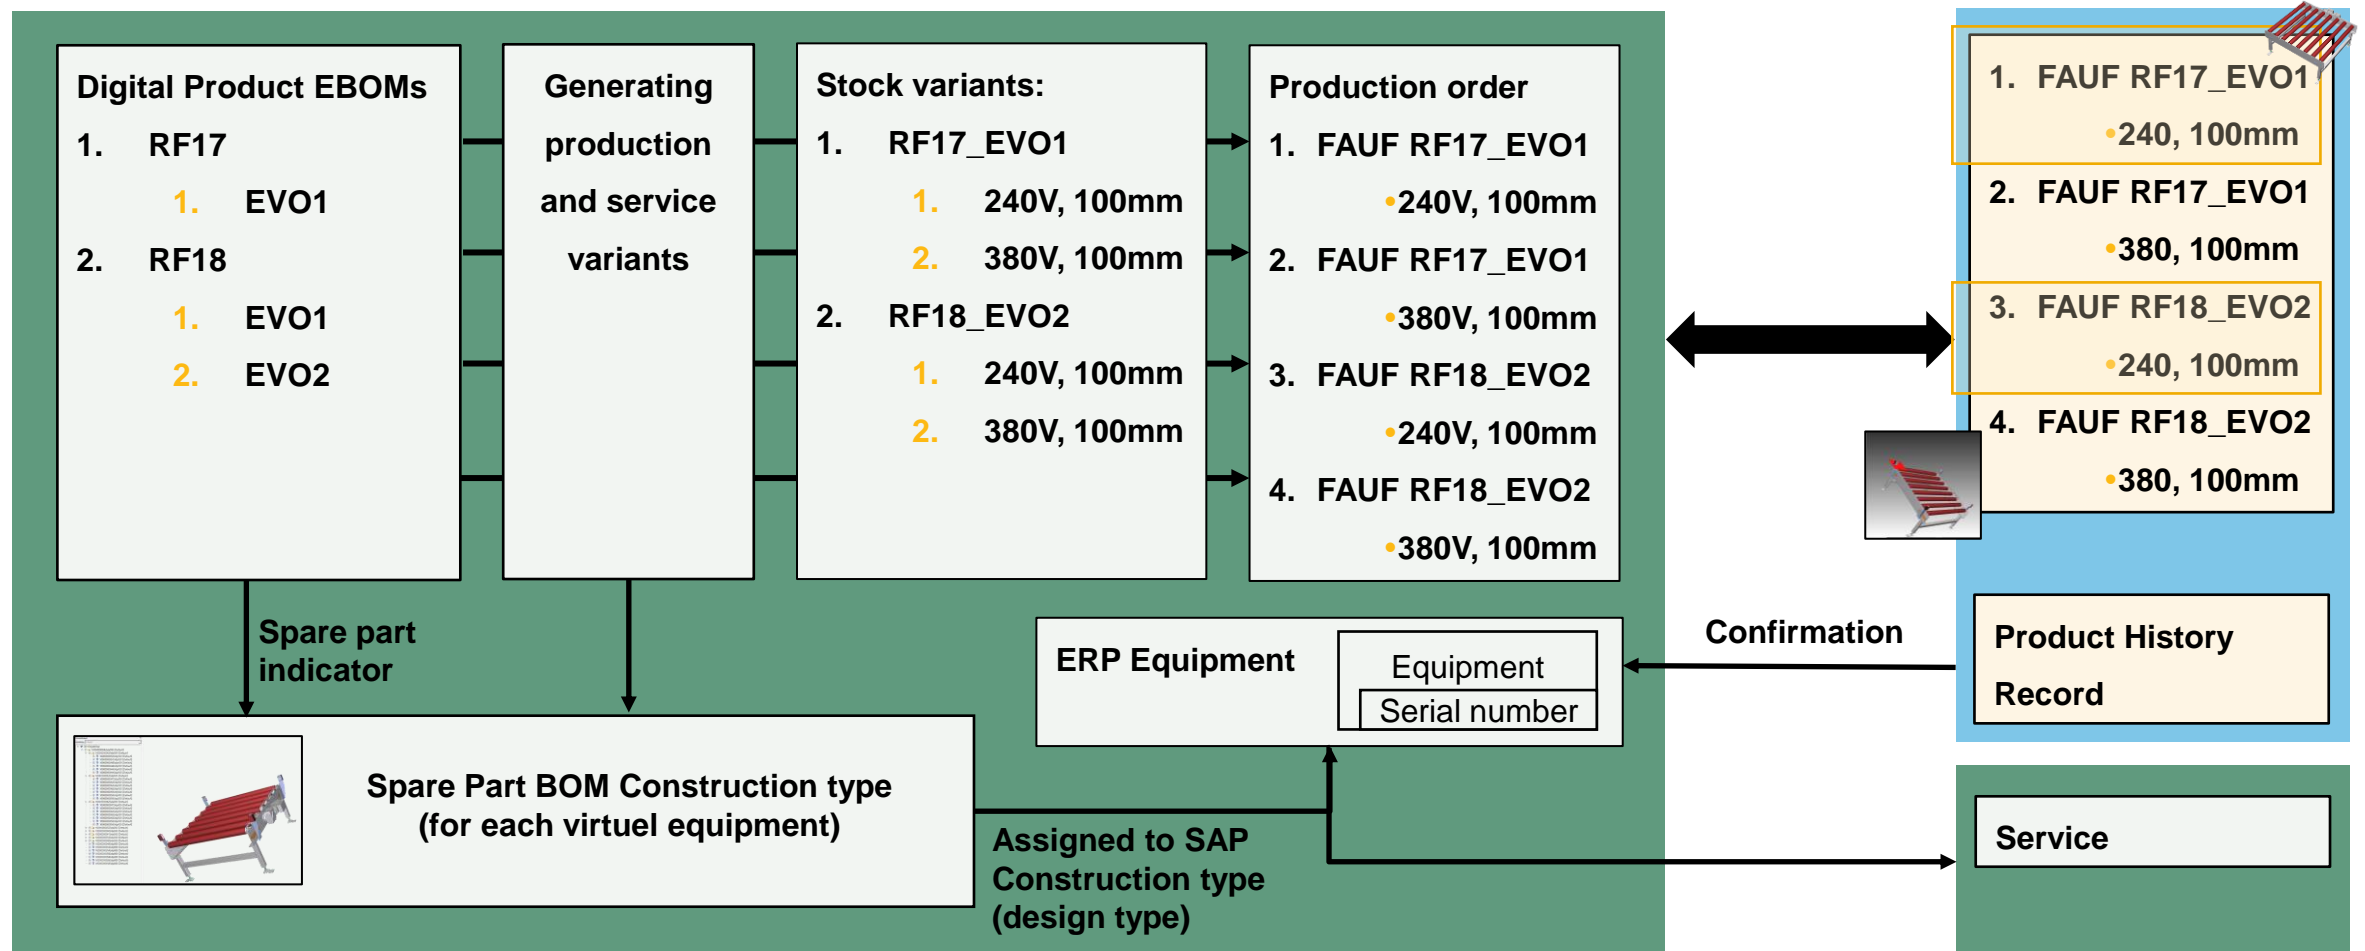 Digital Product EBOMs
1. RF17
1. EVO1
2. RF18
1. EVO1
2. EVO2
Generating
production
and service
variants
Stock variants:
1. RF17_EVO1
1. 240V, 100mm
2. 380V, 100mm
2. RF18_EVO2
1. 240V, 100mm
2. 380V, 100mm
Production order
1. FAUF RF17_EVO1
•240V, 100mm
2. FAUF RF17_EVO1
•380V, 100mm
3. FAUF RF18_EVO2
•240V, 100mm
4. FAUF RF18_EVO2
•380V, 100mm
1. FAUF RF17_EVO1
•240, 100mm
2. FAUF RF17_EVO1
•380, 100mm
3. FAUF RF18_EVO2
•240, 100mm
4. FAUF RF18_EVO2
•380, 100mm
Spare part
indicator
ERP Equipment
Equipment
Serial number
Confirmation
Product History
Record
Spare Part BOM Construction type
(for each virtuel equipment)
Assigned to SAP
Construction type
(design type)
Service